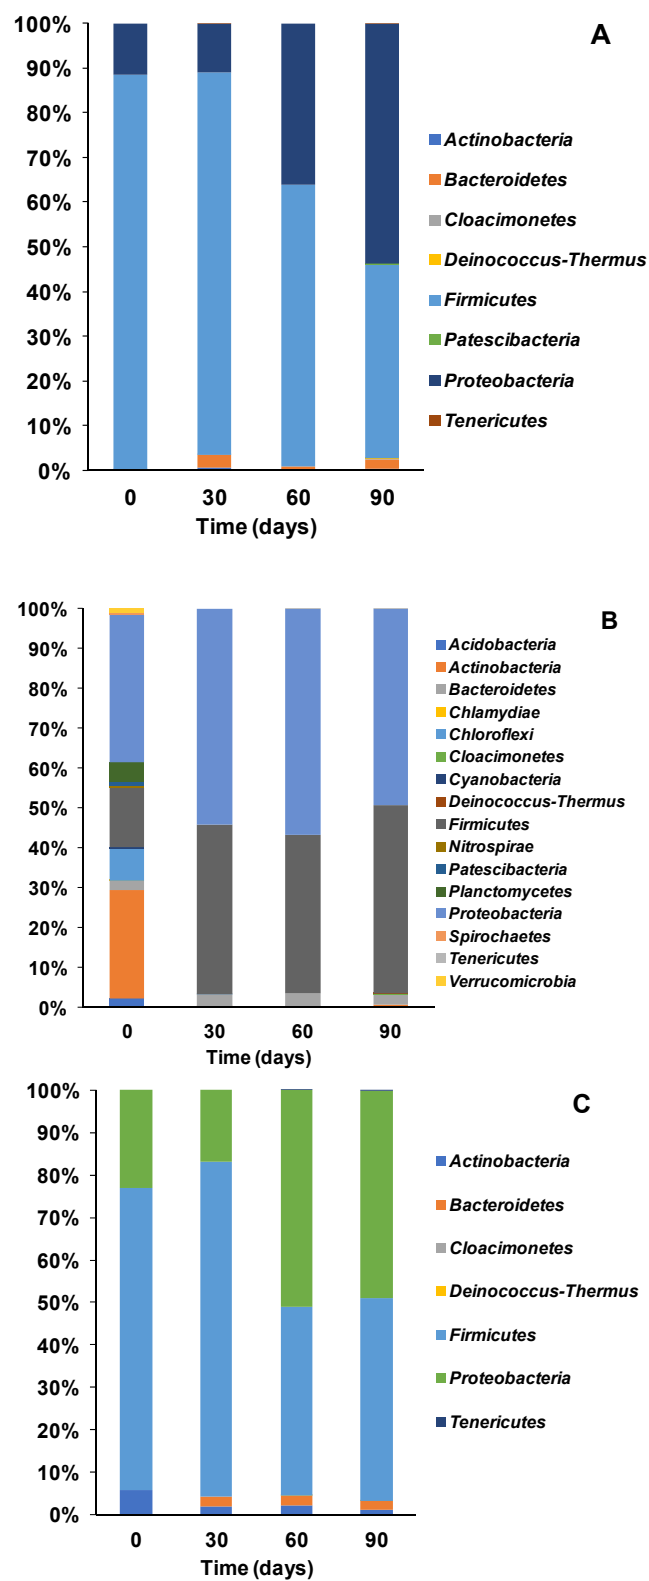 A
100%
90%
80%
70%
60%
50%
40%
30%
20%
10%
0%
0 30 60 90
Time (days)
Actinobacteria
Bacteroidetes
Cloacimonetes
Deinococcus-Thermus
Firmicutes
Patescibacteria
Proteobacteria
Tenericutes
B
100%
90%
80%
70%
60%
50%
40%
30%
20%
10%
0%
0 30 60 90
Time (days)
Acidobacteria
Actinobacteria
Bacteroidetes
Chlamydiae
Chloroflexi
Cloacimonetes
Cyanobacteria
Deinococcus-Thermus
Firmicutes
Nitrospirae
Patescibacteria
Planctomycetes
Proteobacteria
Spirochaetes
Tenericutes
Verrucomicrobia
C
100%
90%
80%
70%
60%
50%
40%
30%
20%
10%
0%
0 30 60 90
Time (days)
Actinobacteria
Bacteroidetes
Cloacimonetes
Deinococcus-Thermus
Firmicutes
Proteobacteria
Tenericutes